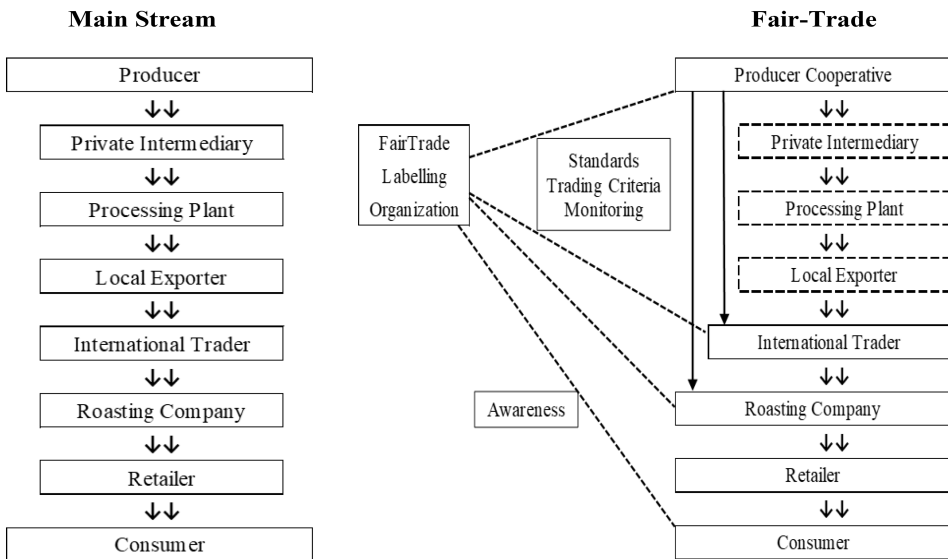 Main Stream
Producer
Private Intermediary
Processing Plant
Local Exporter
International Trader
Roasting Company
Retailer
Consumer
FairTrade
Labelling
Organization
Standards
Trading Criteria
Monitoring
Awareness
Fair-Trade
Producer Cooperative
Private Intermediary
Processing Plant
Local Exporter
International Trader
Roasting Company
Retailer
Consumer